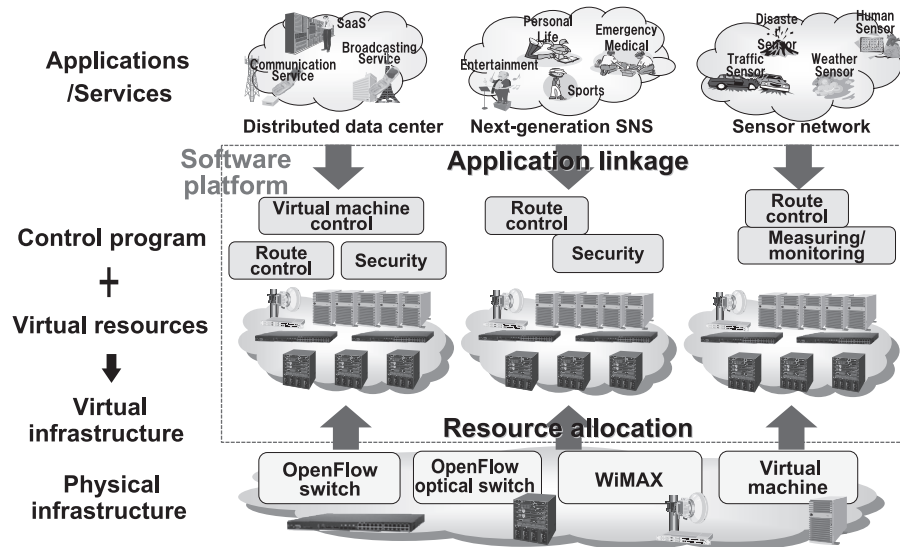 Applications
/Services
SaaS
Communication
Service
Broadcasting
Service
Distributed data center
Personal
Life
Emergency
Medical
Entertainment
Sports
Next-generation SNS
Disaste
r
Sensor
Human
Sensor
Traffic
Sensor
Weather
Sensor
Sensor network
Software
platform
Application linkage
Control program
+
Virtual resources
Virtual
infrastructure
Virtual machine
control
Route
control
Security
Route
control
Security
Route
control
Measuring/
monitoring
Resource allocation
Physical
infrastructure
OpenFlow
switch
OpenFlow
optical switch
WiMAX
Virtual
machine